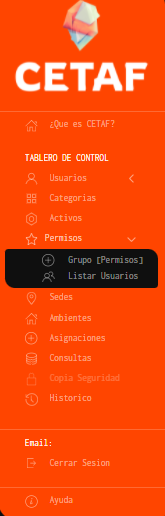 CETAF
¿Que es CETAF?
TABLERO DE CONTROL
Usuarios
Categorias
Activos
Permisos
Grupo [Permisos]
Listar Usuarios
Sedes
Ambientes
Asignaciones
Consultas
Copia Seguridad
Historico
Email:
Cerrar Sesion
Ayuda